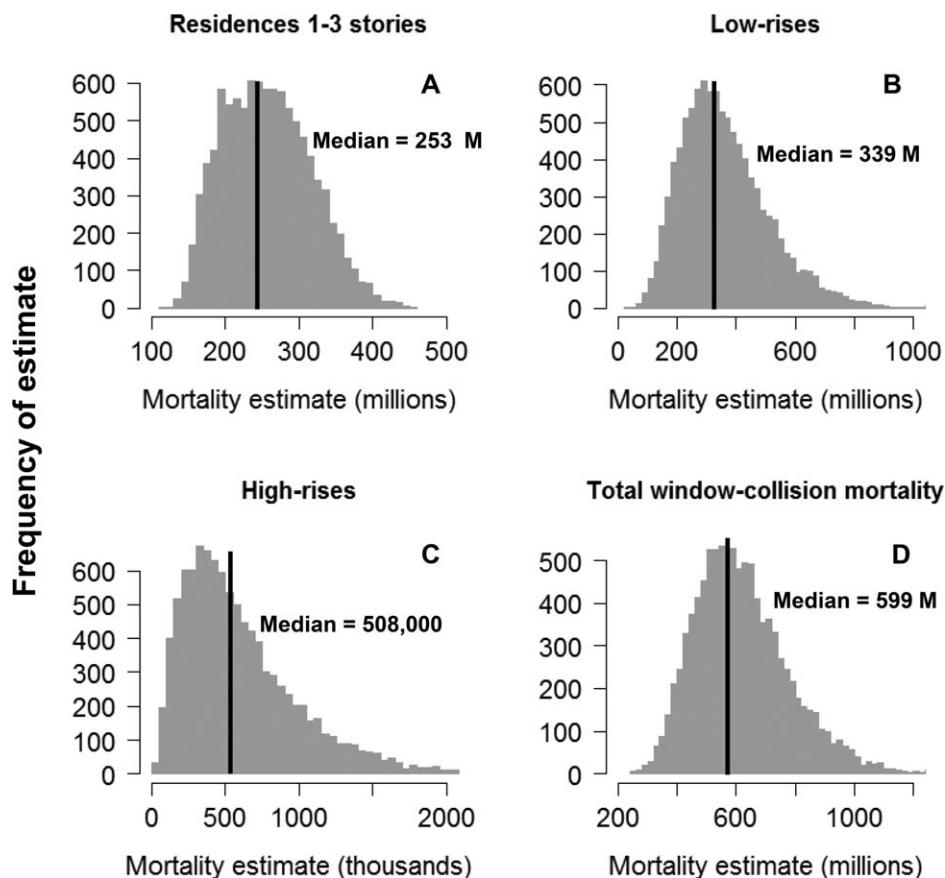 Frequency of estimate
Residences 1-3 stories
A
Median = 253 M
600
500
400
300
200
100
0
100 200 300 400 500
Mortality estimate (millions)
Low-rises
B
Median = 339 M
600
500
400
300
200
100
0
0 200 600 1000
Mortality estimate (millions)
High-rises
C
Median = 508,000
600
500
400
300
200
100
0
0 500 1000 2000
Mortality estimate (thousands)
Total window-collision mortality
D
Median = 599 M
500
400
300
200
100
0
200 600 1000
Mortality estimate (millions)